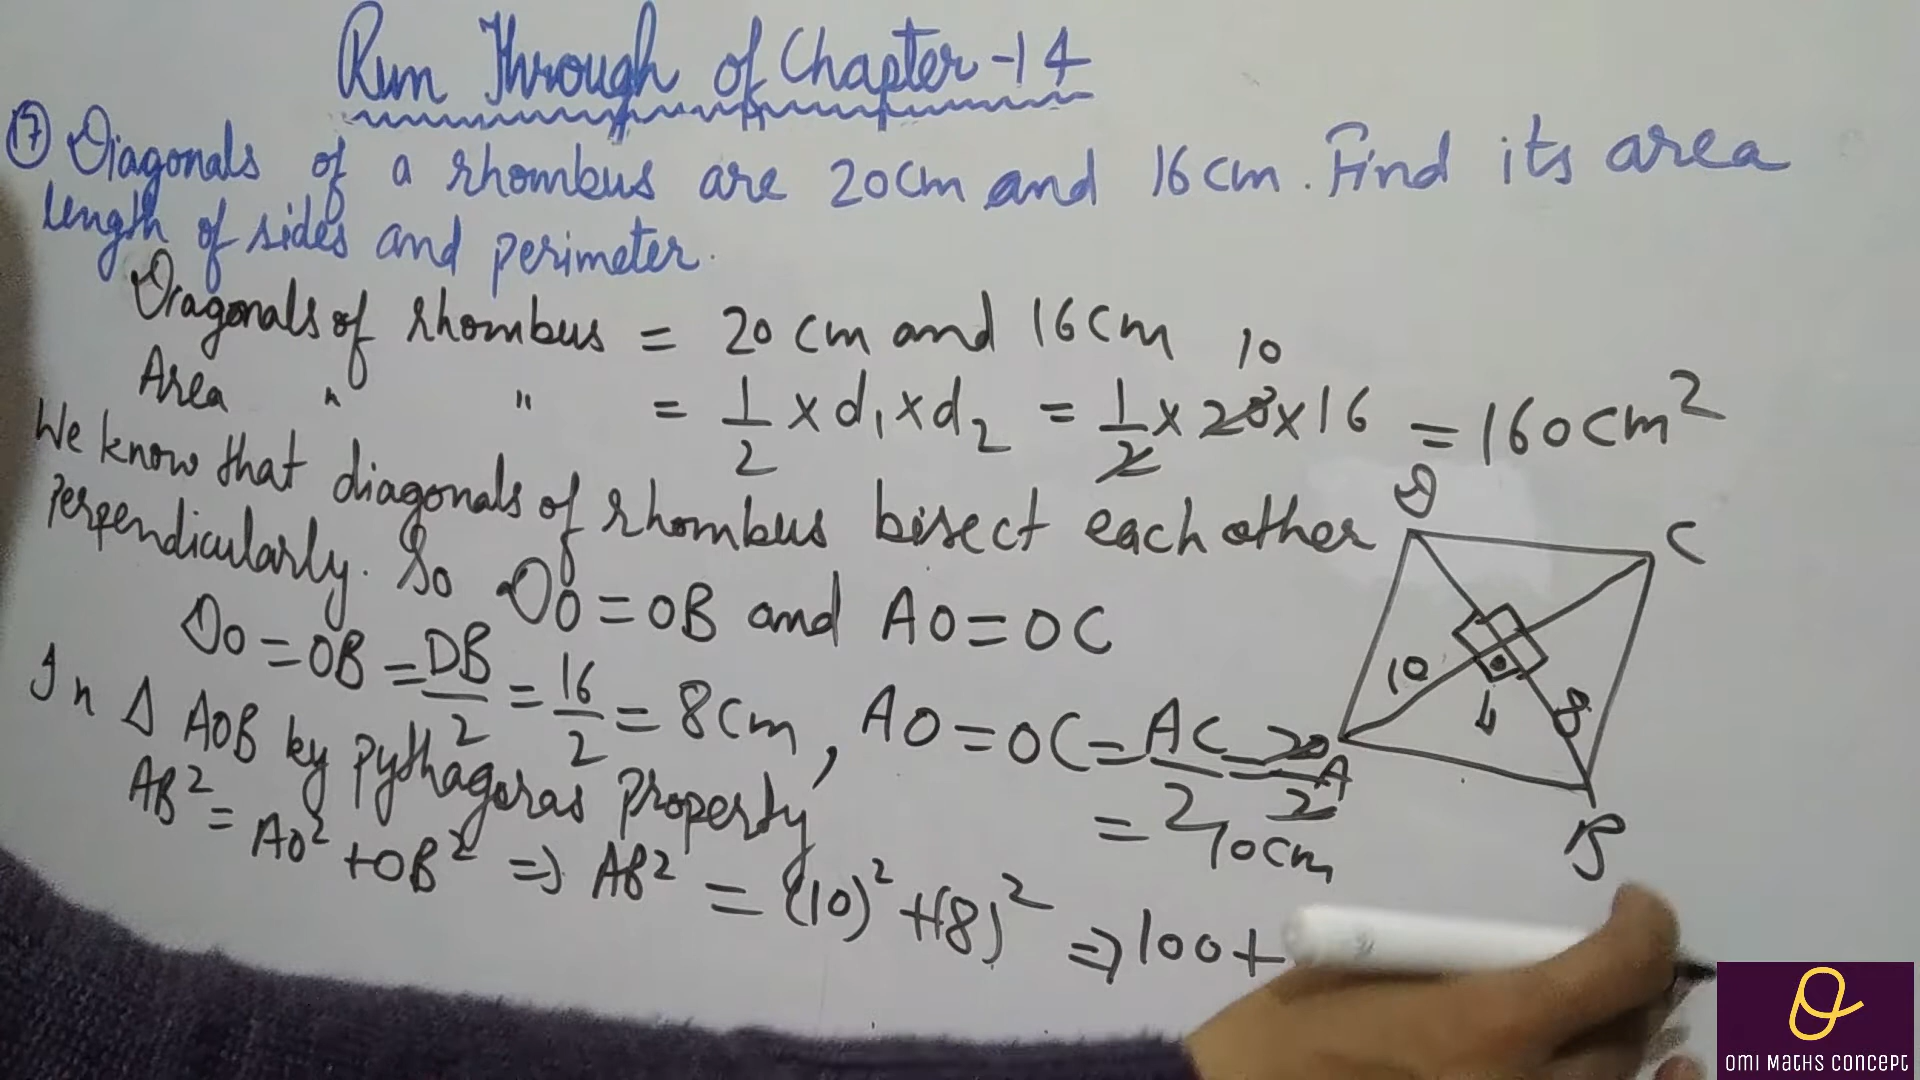 Run Through of Chapter-14
(17) Diagonals of a rhombus are 20cm and 16cm. Find its area
length of sides and perimeter.
Diagonals of rhombus = 20cm and 16cm
Area " " = 1/2 × d₁ × d₂ = 1/2 × 20 × 16 = 160cm²
10
We know that diagonals of rhombus bisect each other
Perpendicularly. So DO = OB and AO = OC
DO = OB = DB/2 = 16/2 = 8cm, AO = OC = AC/2 = 20/2
= 10cm
In Δ AOB by pythagoras property
AB² = AO² + OB² ⇒ AB² = (10)² + (8)² ⇒ 100+
D
C
10
8
A
B
OMI MATHS CONCEPT